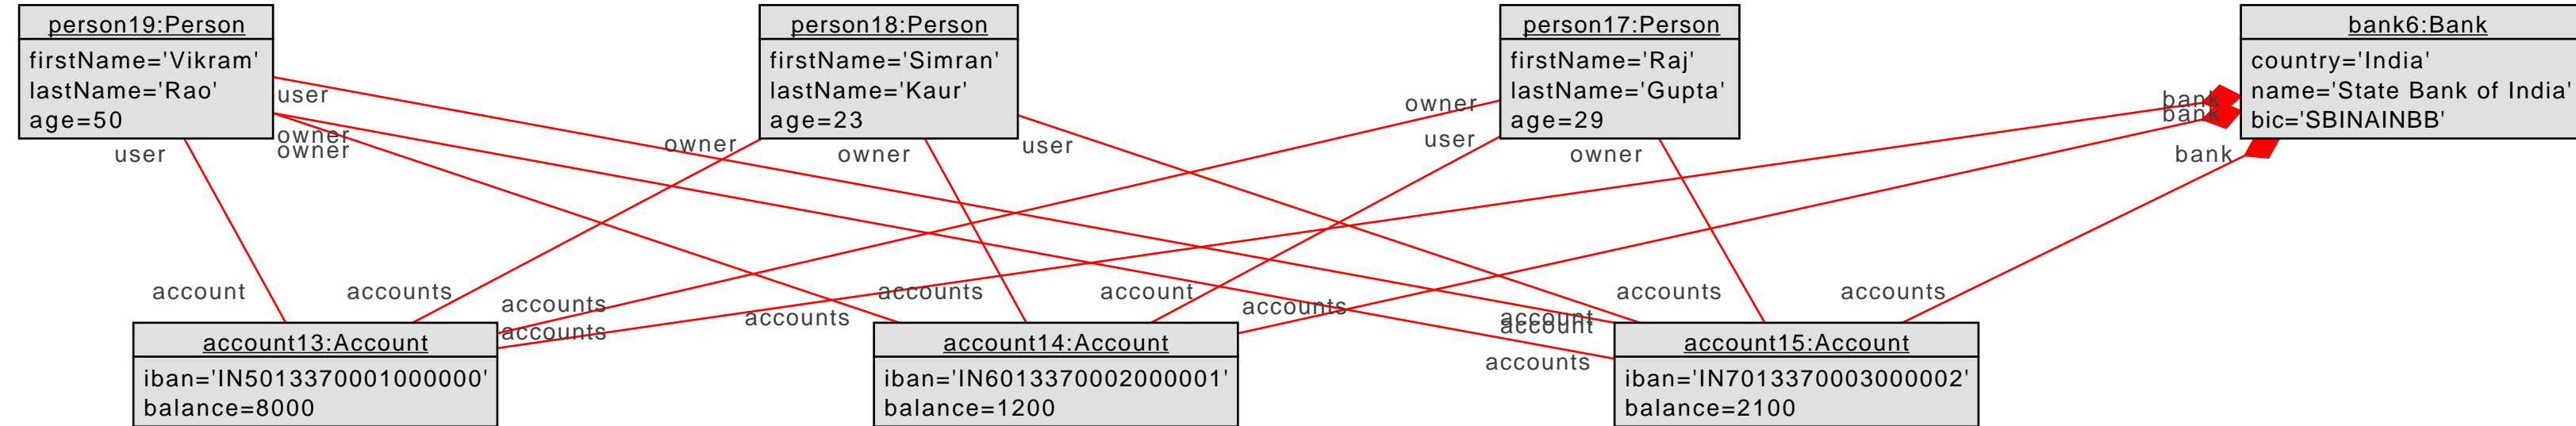 person19:Person
firstName='Vikram'
lastName='Rao'
age=50
person18:Person
firstName='Simran'
lastName='Kaur'
age=23
person17:Person
firstName='Raj'
lastName='Gupta'
age=29
bank6:Bank
country='India'
name='State Bank of India'
bic='SBINAINBB'
user
owner
owner
user
owner
owner
user
owner
user
owner
bank
bank
bank
account
accounts
accounts
accounts
accounts
accounts
account
accounts
account
account
accounts
accounts
accounts
account13:Account
iban='IN5013370001000000'
balance=8000
account14:Account
iban='IN6013370002000001'
balance=1200
account15:Account
iban='IN7013370003000002'
balance=2100